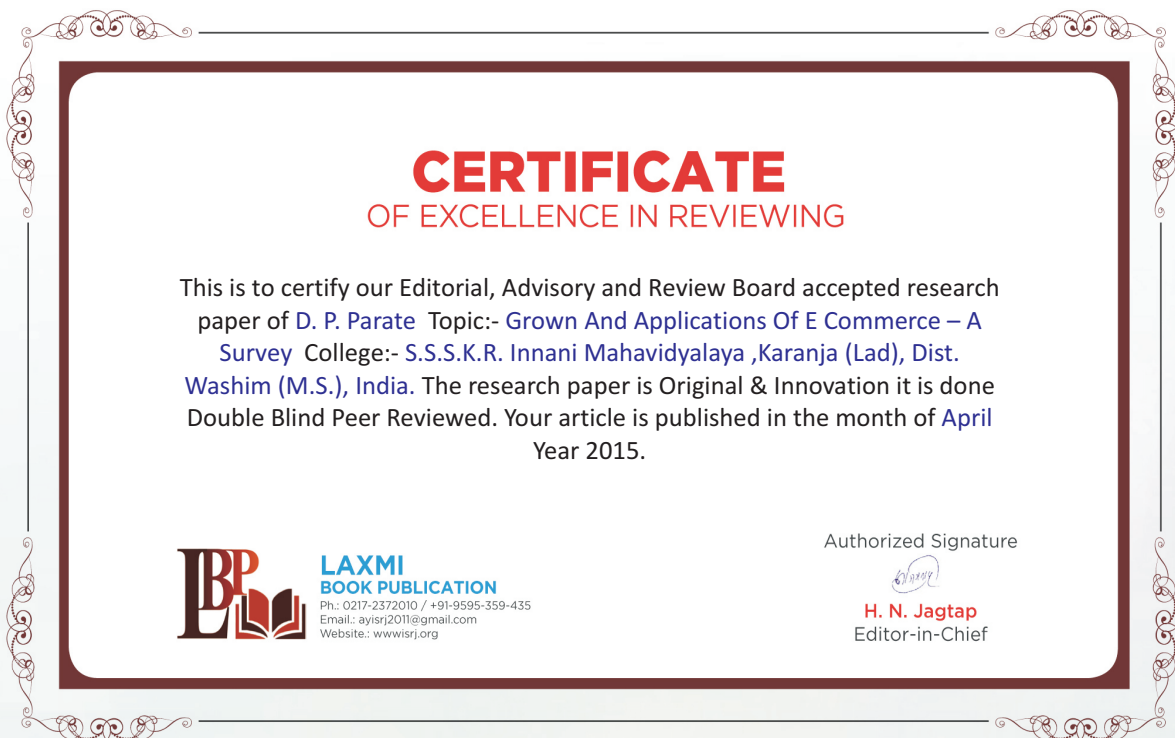 CERTIFICATE
OF EXCELLENCE IN REVIEWING
This is to certify our Editorial, Advisory and Review Board accepted research
paper of D. P. Parate Topic:- Grown And Applications Of E Commerce – A
Survey College:- S.S.S.K.R. Innani Mahavidyalaya ,Karanja (Lad), Dist.
Washim (M.S.), India. The research paper is Original & Innovation it is done
Double Blind Peer Reviewed. Your article is published in the month of April
Year 2015.
LBP
LAXMI
BOOK PUBLICATION
Ph.: 0217-2372010 / +91-9595-359-435
Email.: ayisrj2011@gmail.com
Website.: wwwisrj.org
Authorized Signature
H. N. Jagtap
Editor-in-Chief